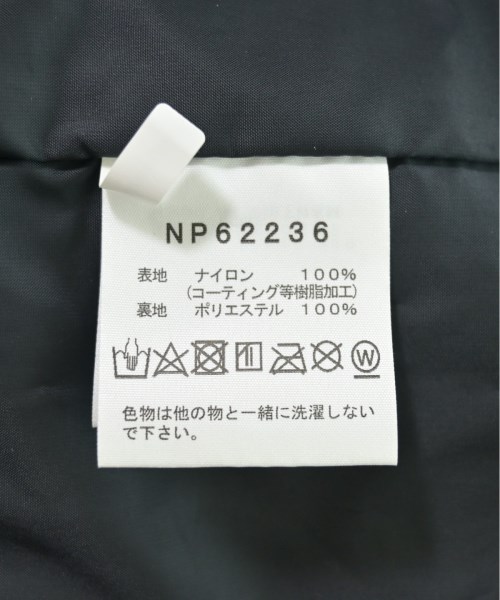 NP62236
表地 ナイロン 100%
(コーティング等樹脂加工)
裏地 ポリエステル 100%
W
色物は他の物と一緒に洗濯しない
で下さい。